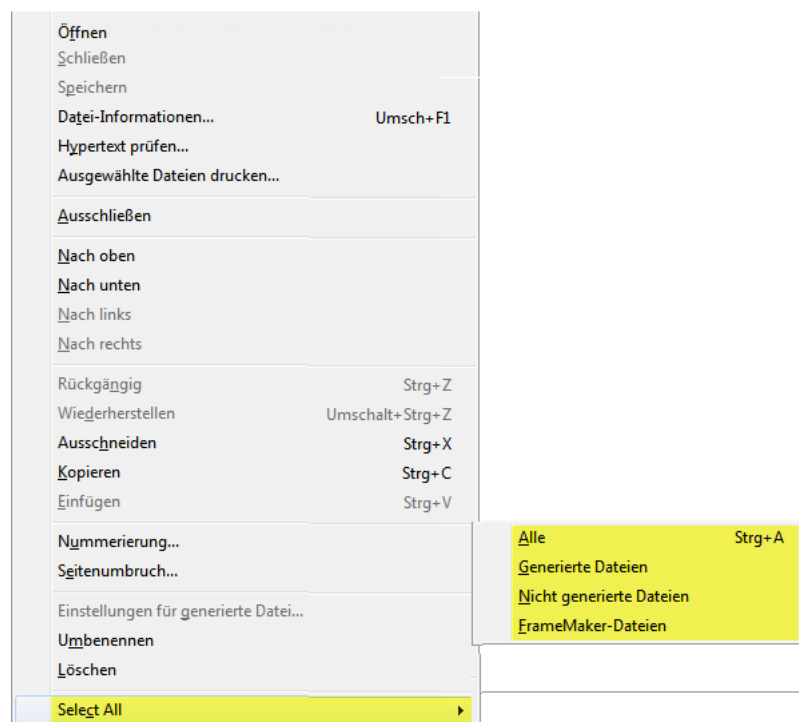 Öffnen
Schließen
Speichern
Datei-Informationen... Umsch+F1
Hypertext prüfen...
Ausgewählte Dateien drucken...
Ausschließen
Nach oben
Nach unten
Nach links
Nach rechts
Rückgängig Strg+Z
Wiederherstellen Umschalt+Strg+Z
Ausschneiden Strg+X
Kopieren Strg+C
Einfügen Strg+V
Nummerierung...
Seitenumbruch...
Einstellungen für generierte Datei...
Umbenennen
Löschen
Select All
Alle Strg+A
Generierte Dateien
Nicht generierte Dateien
FrameMaker-Dateien